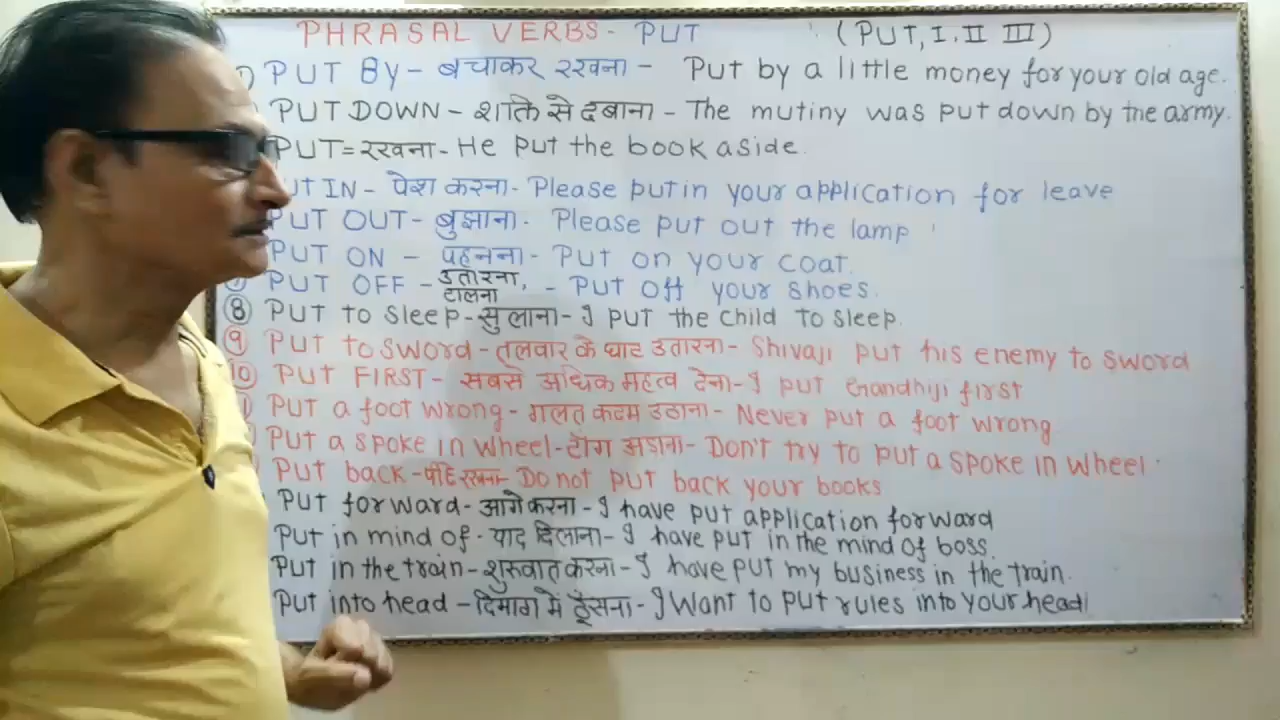 PHRASAL VERBS - PUT (PUT, I. II III)
PUT BY - बचाकर रखना - Put by a little money for your old age.
PUT DOWN - शक्ति से दबाना - The mutiny was put down by the army.
PUT = रखना - He put the book aside.
PUT IN - पेश करना - Please put in your application for leave
PUT OUT - बुझाना - Please put out the lamp
PUT ON - पहनना - Put on your coat.
PUT OFF - उतारना, टालना - Put off your shoes.
⑧ Put to sleep - सुलाना - I put the child to sleep.
⑨ Put to sword - तलवार के घाट उतारना - Shivaji put his enemy to sword
⑩ Put FIRST - सबसे अधिक महत्व देना - I put Gandhiji first
Put a foot wrong - गलत कदम उठाना - Never put a foot wrong
Put a spoke in wheel - टाँग अडाना - Don't try to put a spoke in wheel.
Put back - पीछे रखना - Do not put back your books
Put forward - आगे करना - I have put application forward
Put in mind of - याद दिलाना - I have put in the mind of boss.
Put in the train - शुरुवात करना - I have put my business in the train.
Put into head - दिमाग में ठूँसना - I want to put rules into your head